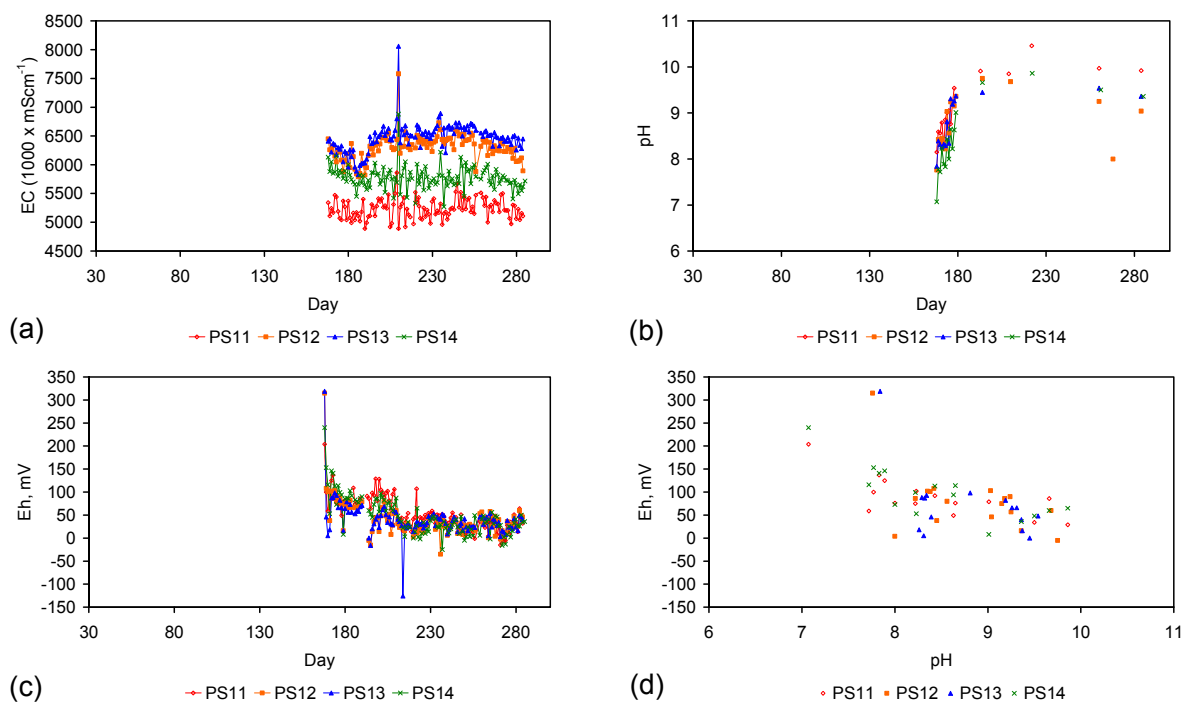 8500
8000
7500
7000
6500
6000
5500
5000
4500
EC (1000 x mScm⁻¹)
30 80 130 180 230 280
Day
(a)
PS11 PS12 PS13 PS14
11
10
9
8
7
6
pH
30 80 130 180 230 280
Day
(b)
PS11 PS12 PS13 PS14
350
300
250
200
150
100
50
0
-50
-100
-150
Eh, mV
30 80 130 180 230 280
Day
(c)
PS11 PS12 PS13 PS14
350
300
250
200
150
100
50
0
-50
-100
-150
Eh, mV
6 7 8 9 10 11
pH
(d)
PS11 PS12 PS13 PS14